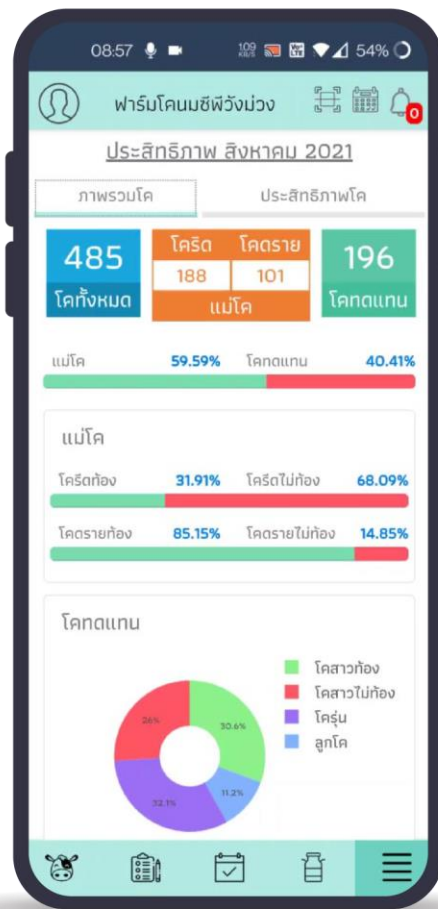 08:57 109 KB/S Vo LTE 54%
ฟาร์มโคนมซีพีวังม่วง 0
ประสิทธิภาพ สิงหาคม 2021
ภาพรวมโค ประสิทธิภาพโค
485 โคทั้งหมด
โครีด โคดราย
188 101
แม่โค
196 โคทดแทน
แม่โค 59.59% โคทดแทน 40.41%
แม่โค
โครีดท้อง 31.91% โครีดไม่ท้อง 68.09%
โคดรายท้อง 85.15% โคดรายไม่ท้อง 14.85%
โคทดแทน
โคสาวท้อง
โคสาวไม่ท้อง
โครุ่น
ลูกโค
26% 30.6%
32.1% 11.2%